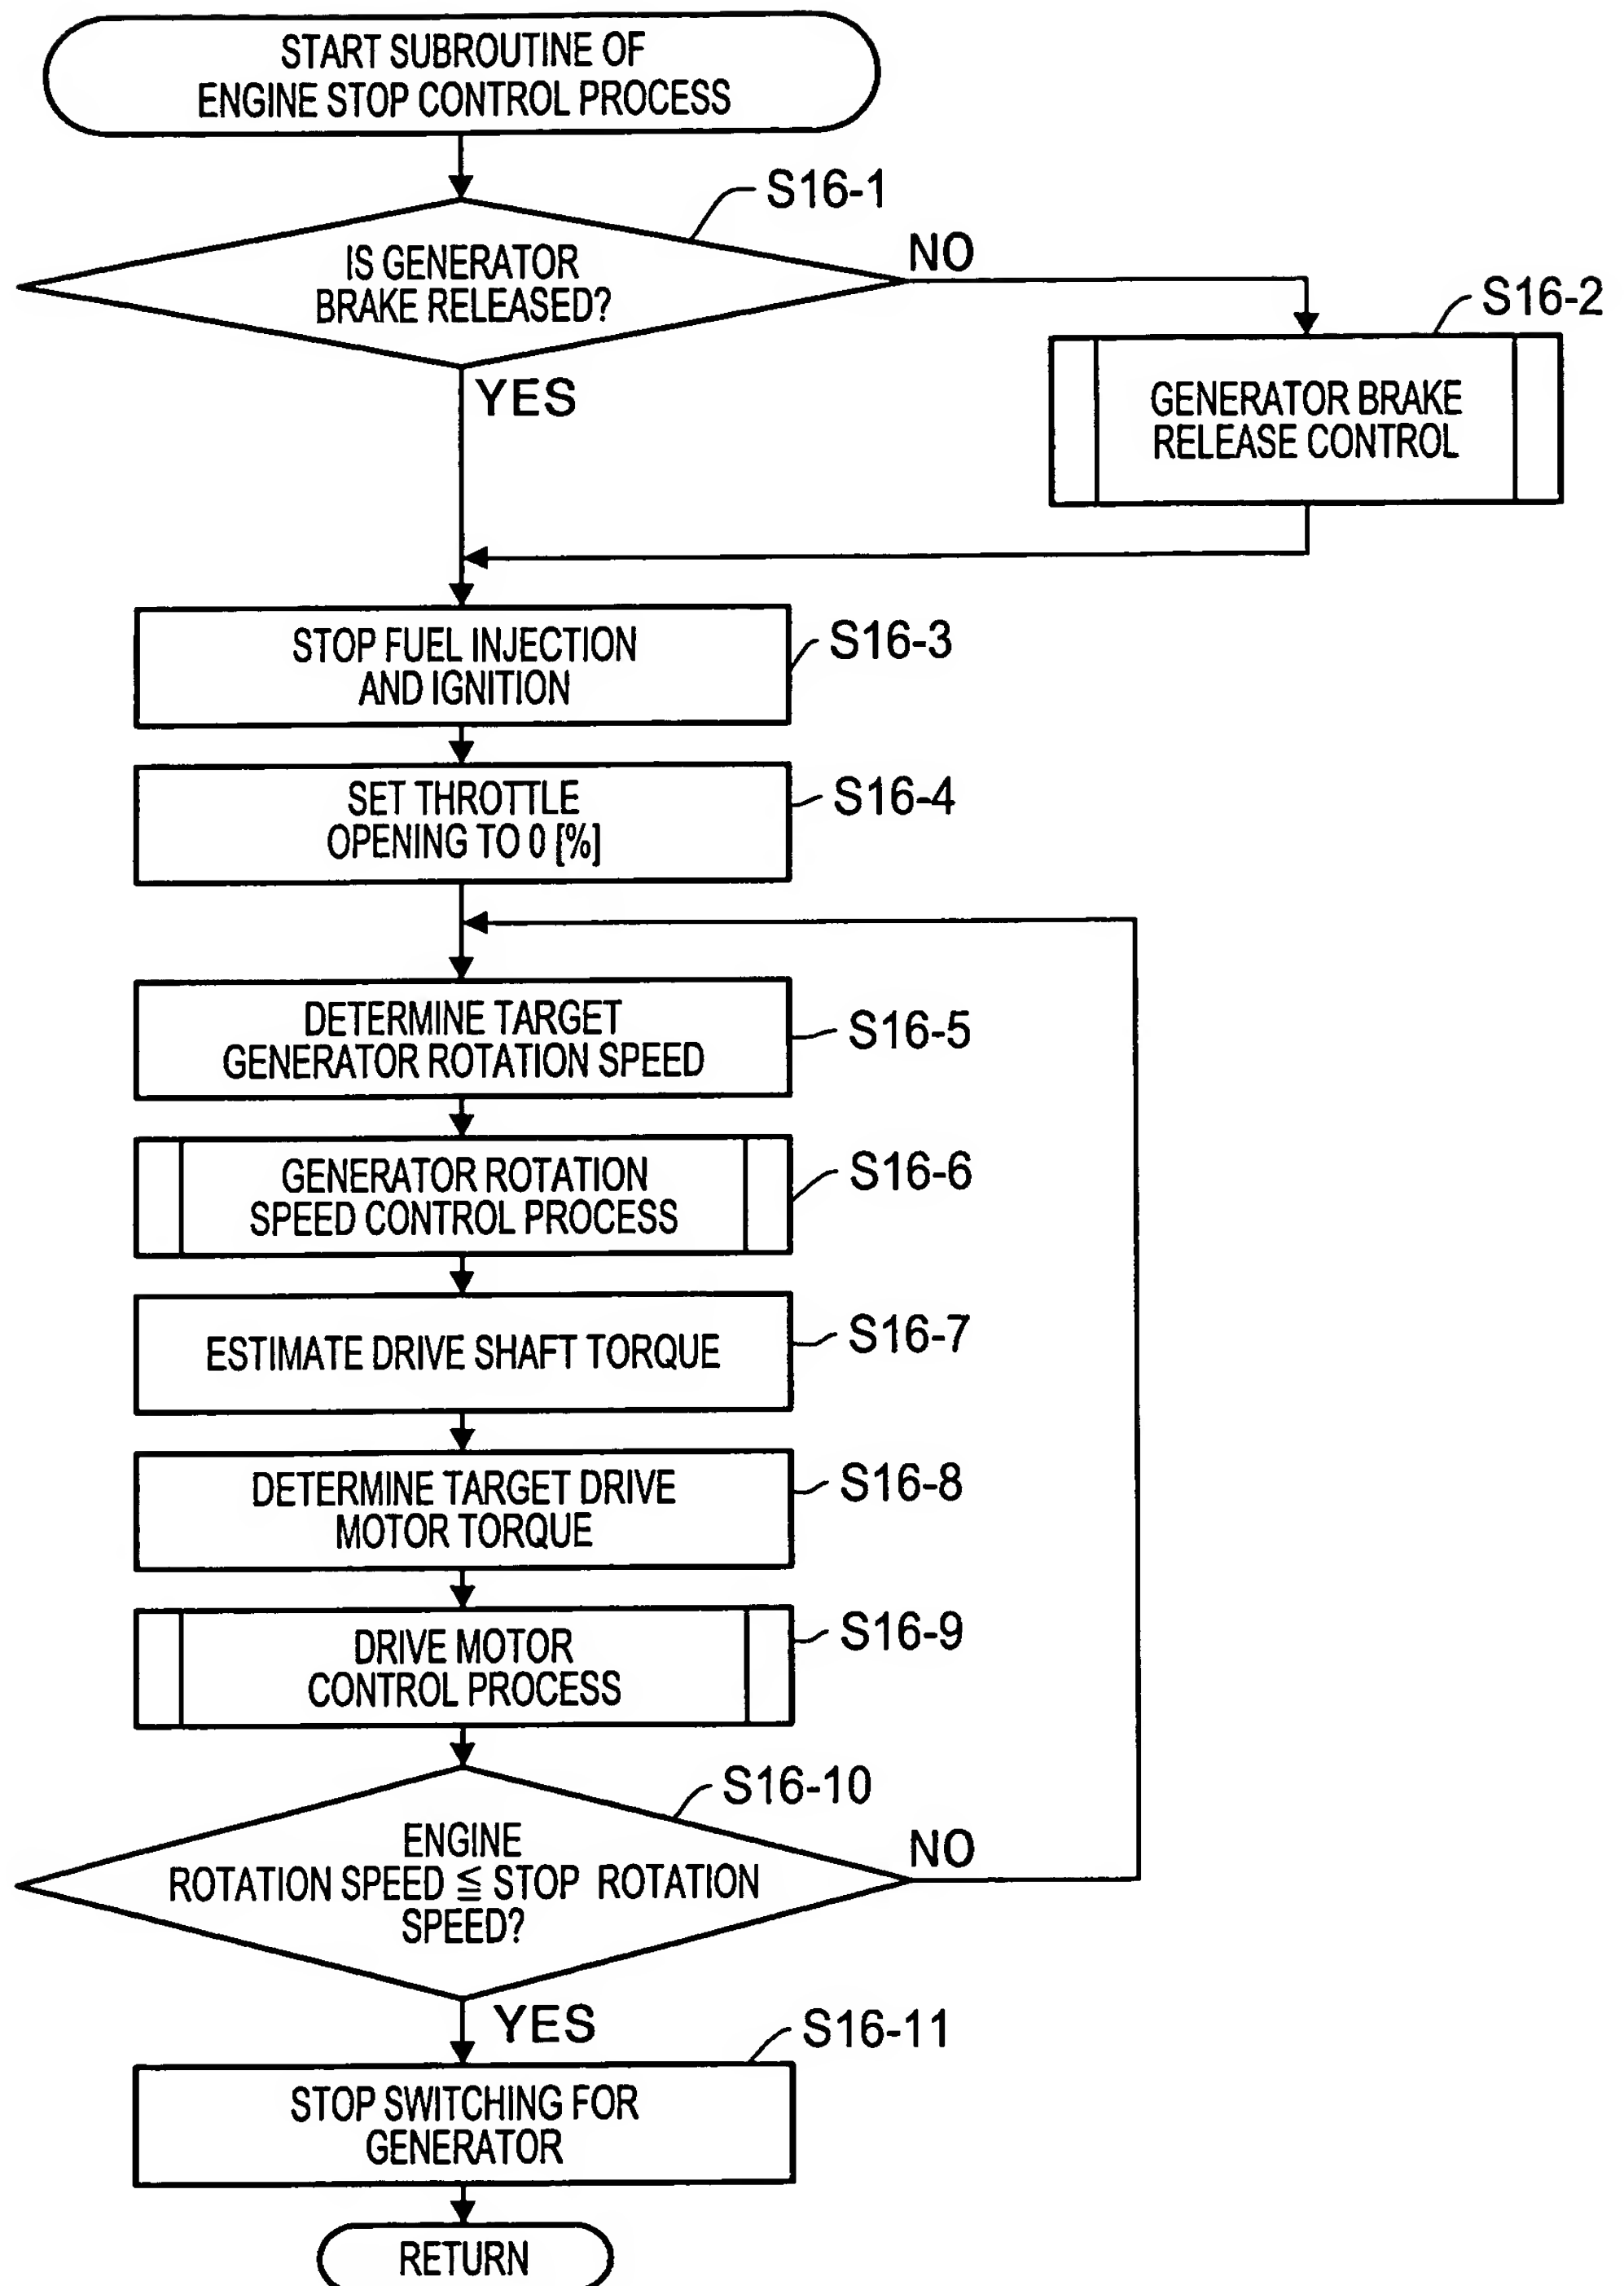 START SUBROUTINE OF
ENGINE STOP CONTROL PROCESS
S16-1
IS GENERATOR
BRAKE RELEASED?
NO
S16-2
GENERATOR BRAKE
RELEASE CONTROL
YES
STOP FUEL INJECTION
AND IGNITION
S16-3
SET THROTTLE
OPENING TO 0 [%]
S16-4
DETERMINE TARGET
GENERATOR ROTATION SPEED
S16-5
GENERATOR ROTATION
SPEED CONTROL PROCESS
S16-6
ESTIMATE DRIVE SHAFT TORQUE
S16-7
DETERMINE TARGET DRIVE
MOTOR TORQUE
S16-8
DRIVE MOTOR
CONTROL PROCESS
S16-9
S16-10
ENGINE
ROTATION SPEED ≦ STOP ROTATION
SPEED?
NO
YES
S16-11
STOP SWITCHING FOR
GENERATOR
RETURN